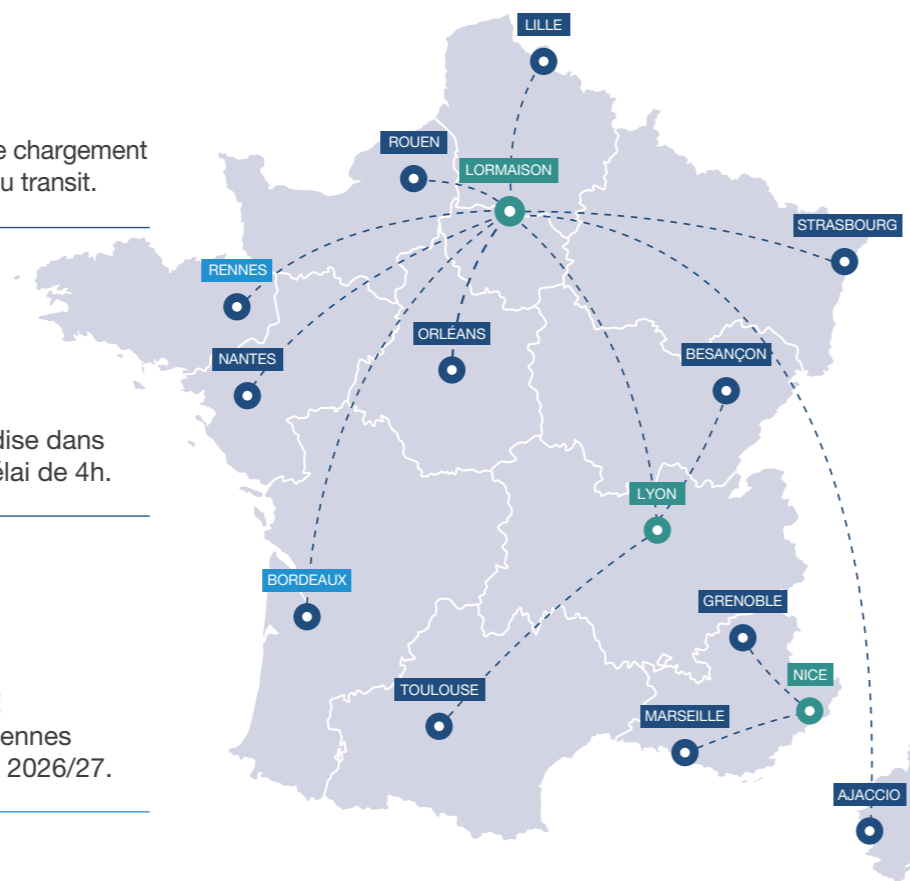 e chargement
u transit.
dise dans
élai de 4h.
ennes
2026/27.
LILLE
ROUEN
LORMAISON
STRASBOURG
RENNES
ORLÉANS
NANTES
BESANÇON
LYON
BORDEAUX
GRENOBLE
TOULOUSE
NICE
MARSEILLE
AJACCIO